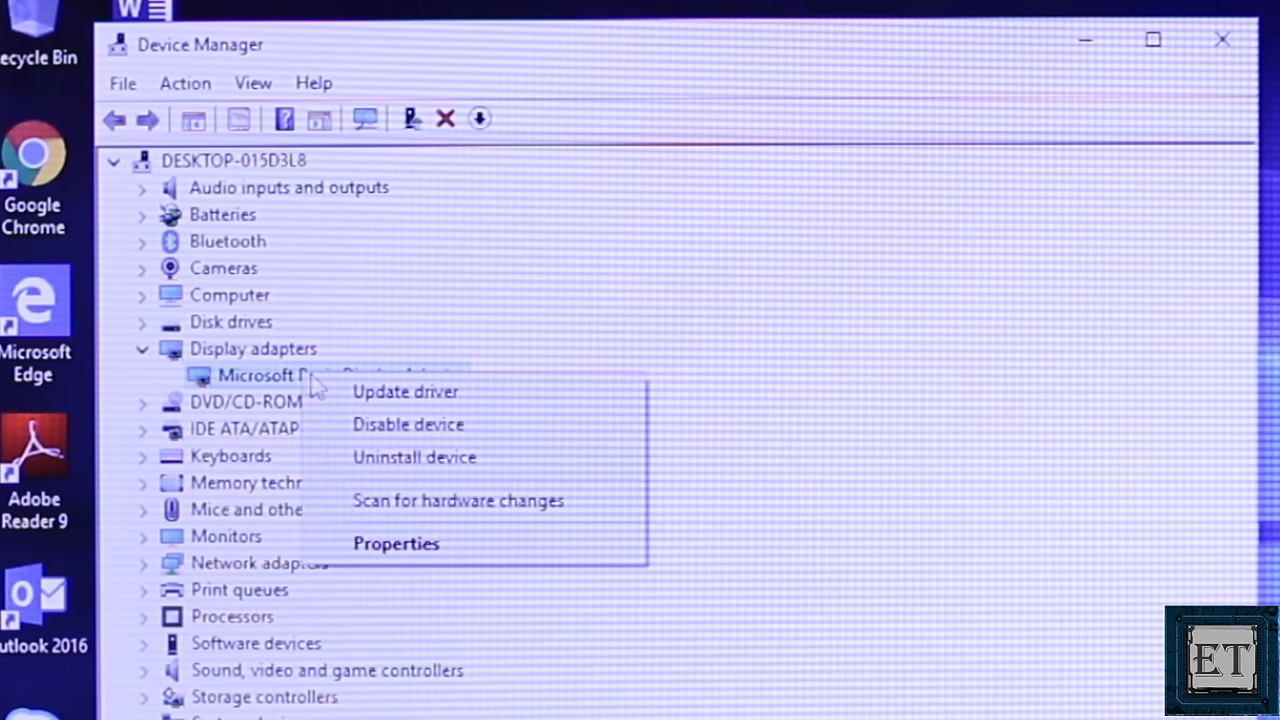 W
ecycle Bin
Device Manager
File Action View Help
DESKTOP-015D3L8
Audio inputs and outputs
Batteries
Bluetooth
Cameras
Computer
Disk drives
Display adapters
Microsoft
DVD/CD-ROM
IDE ATA/ATAP
Keyboards
Memory techr
Mice and othe
Monitors
Network adap
Print queues
Processors
Software devices
Sound, video and game controllers
Storage controllers
Update driver
Disable device
Uninstall device
Scan for hardware changes
Properties
Google
Chrome
Microsoft
Edge
Adobe
Reader 9
utlook 2016
ET